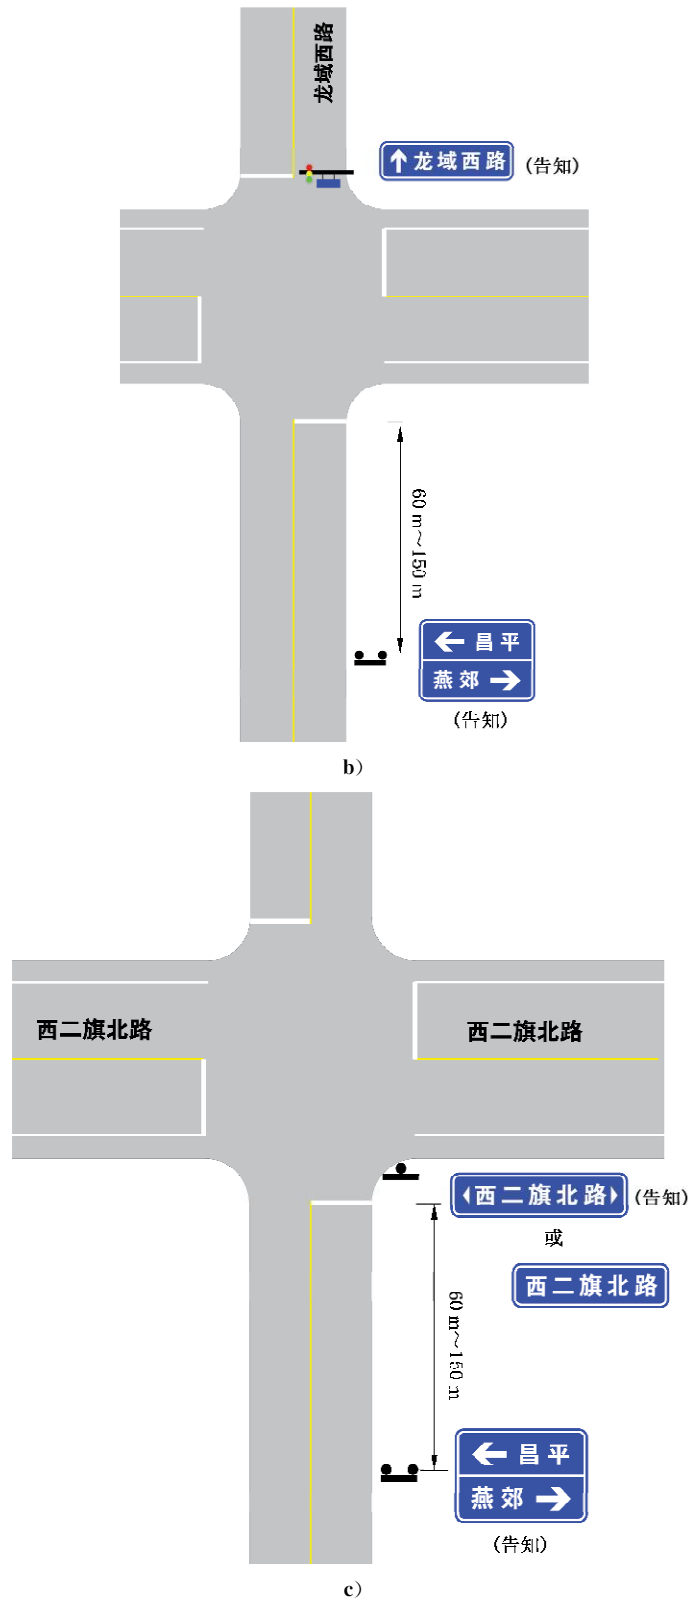 龙域西路
龙域西路
(告知)
60 m～150 m
昌平
燕郊
(告知)
b)
西二旗北路
西二旗北路
西二旗北路
(告知)
或
西二旗北路
60 m～150 m
昌平
燕郊
(告知)
c)